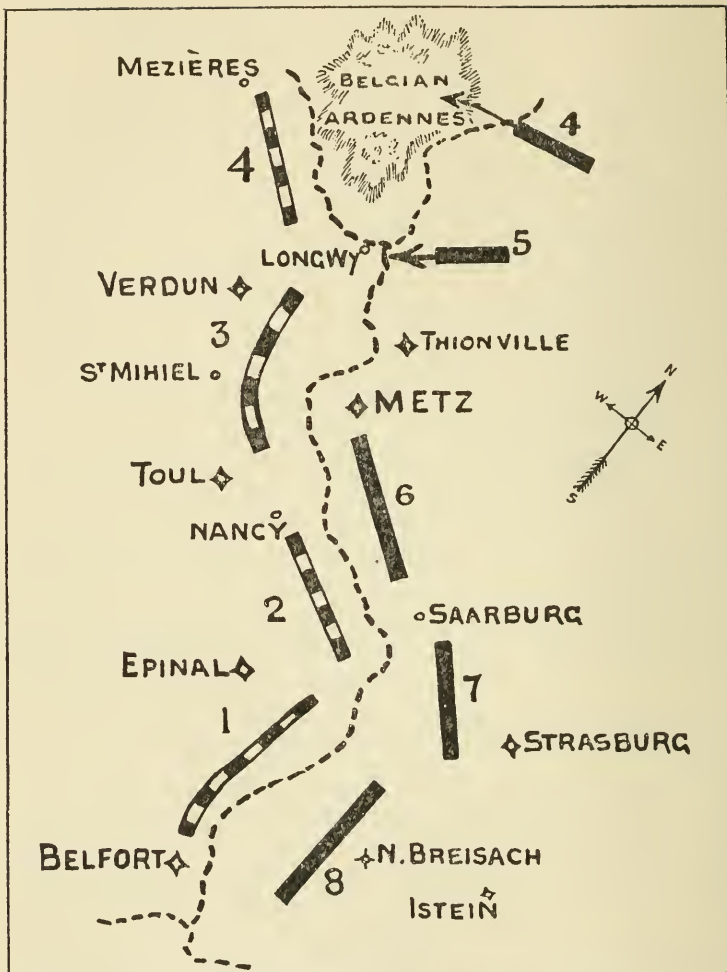 MEZIÈRES
BELGIAN
ARDENNES
4
4
LONGWY
5
VERDUN
3
THIONVILLE
ST MIHIEL
METZ
N
W
E
S
TOUL
6
NANCY
2
SAARBURG
EPINAL
7
1
STRASBURG
BELFORT
8
N. BREISACH
ISTEIN